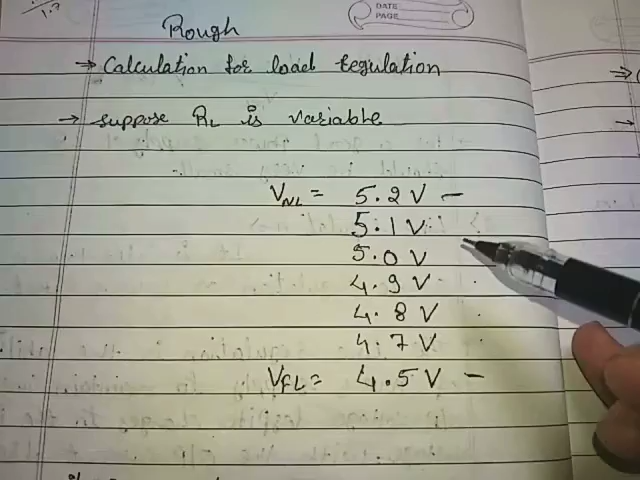 DATE
PAGE
Rough
→ Calculation for load regulation
→ suppose RL is variable
VNL = 5.2 V –
5.1 V
5.0 V
4.9 V
4.8 V
4.7 V
VFL = 4.5 V –